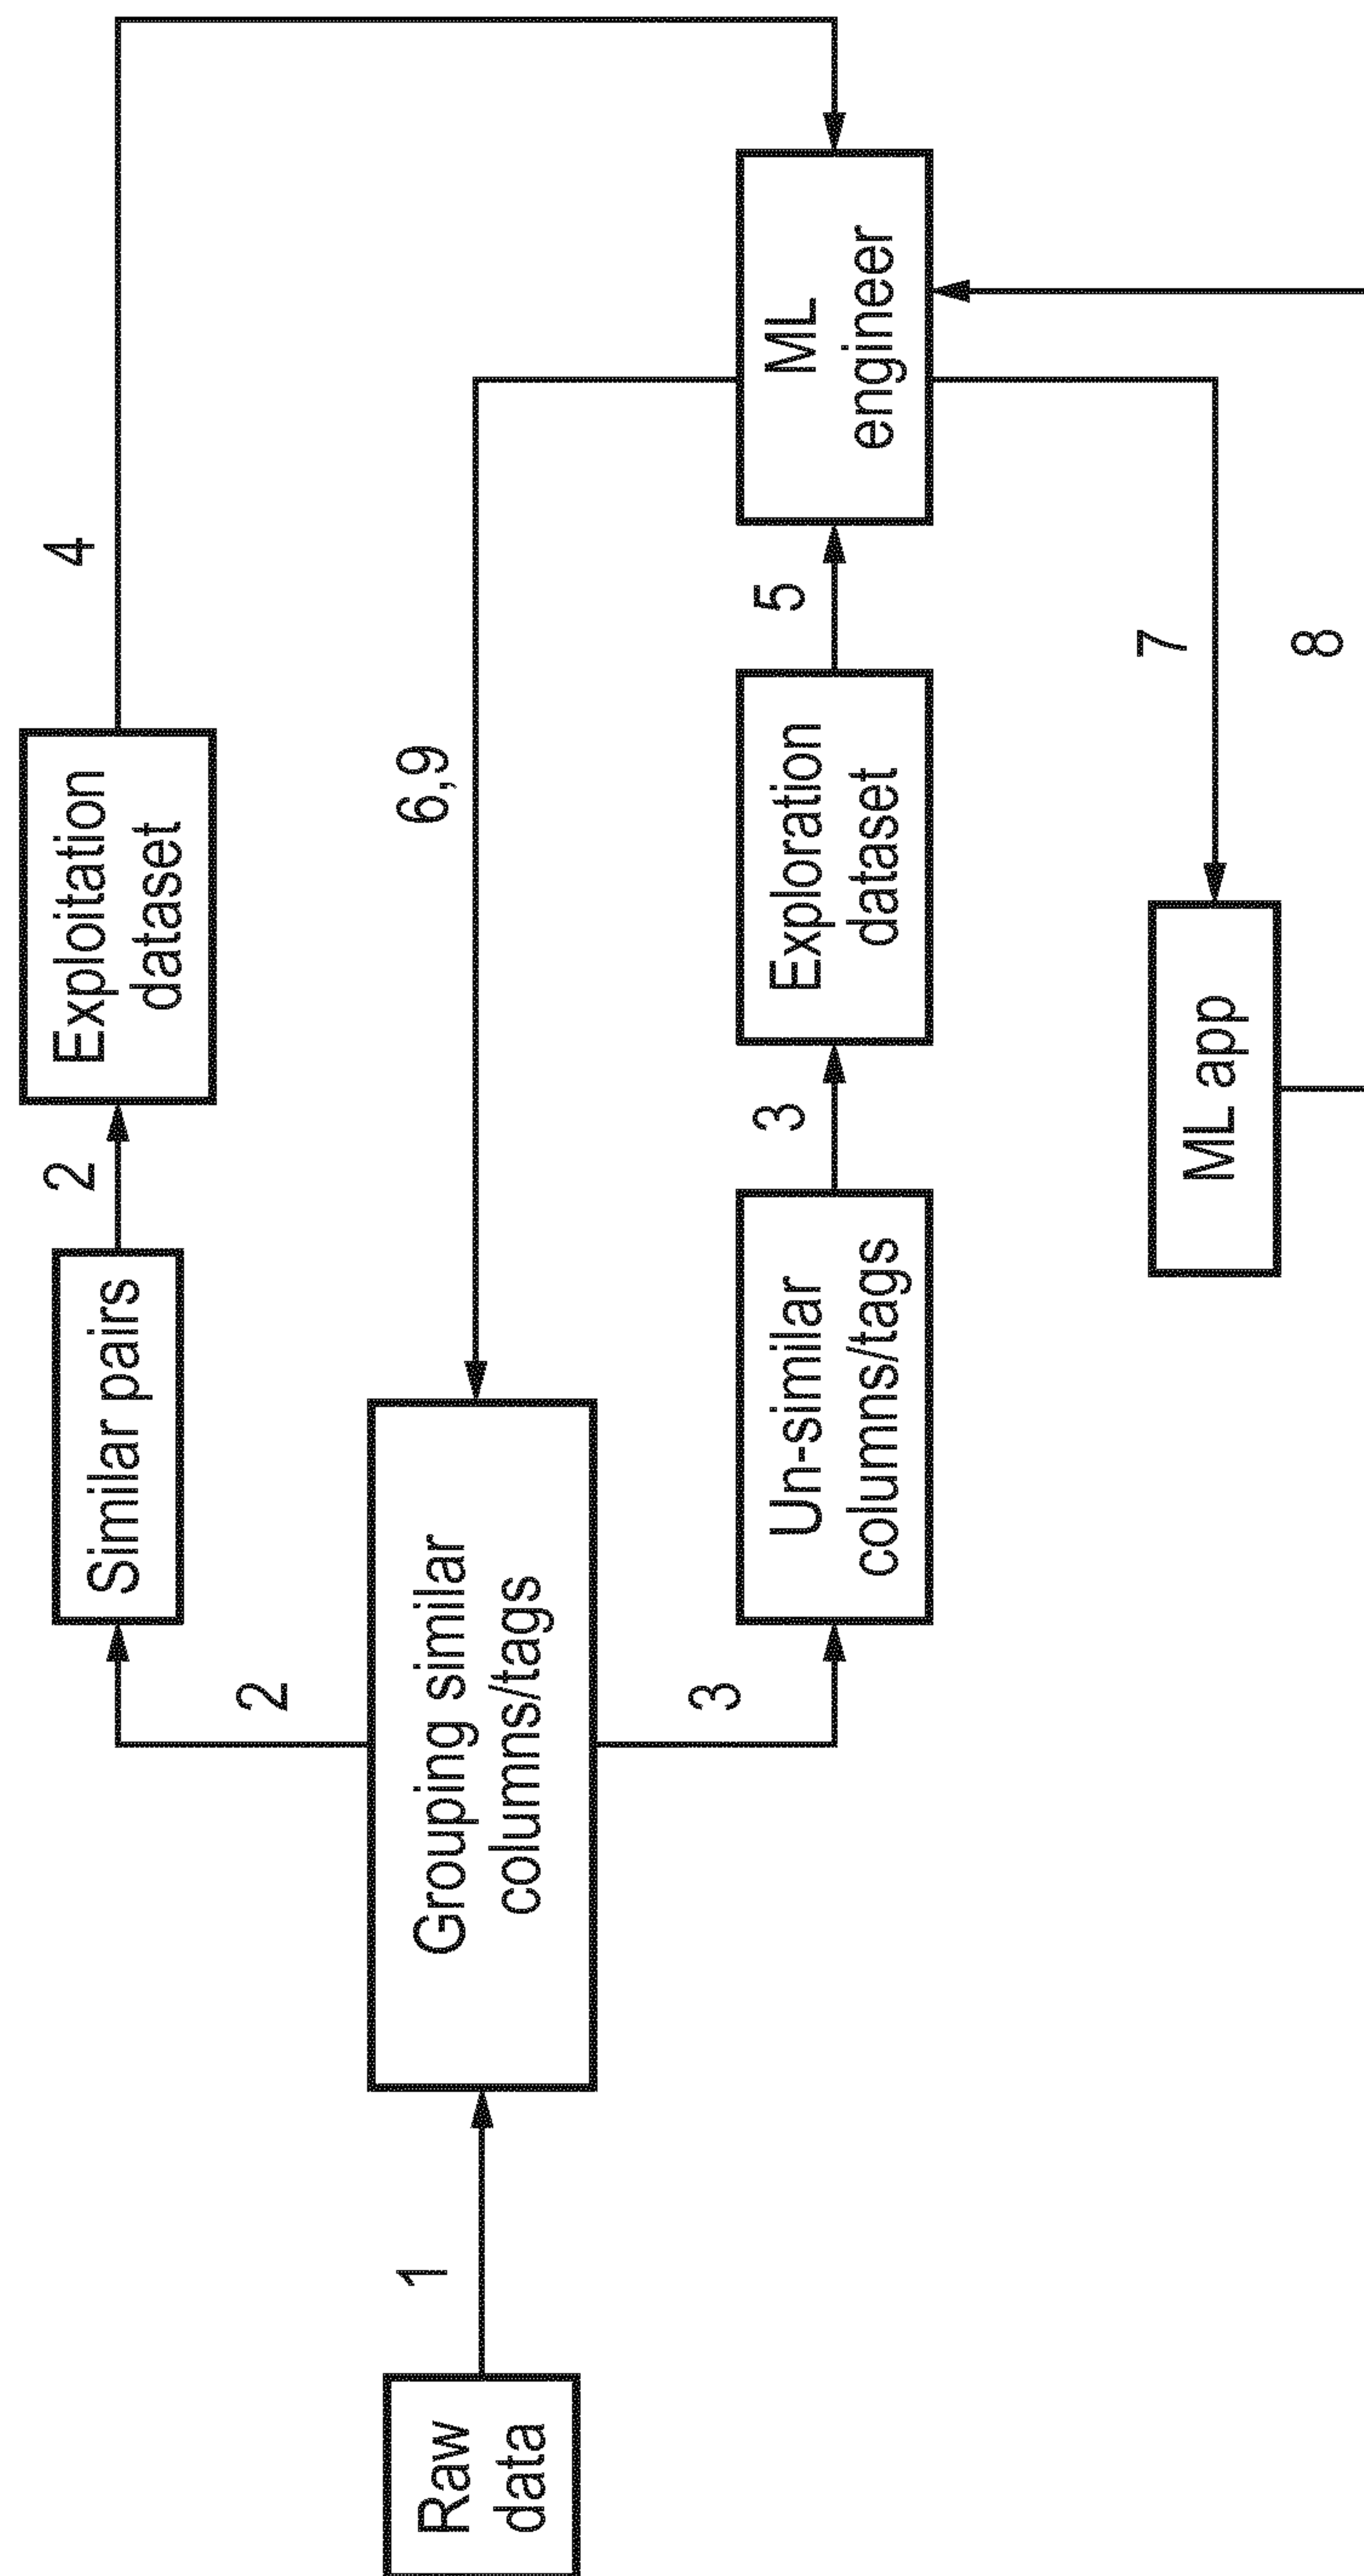 4
Exploitation
dataset
2
Similar pairs
2
6,9
Grouping similar
columns/tags
1
Raw
data
ML
engineer
5
Exploration
dataset
3
Un-similar
columns/tags
3
7
ML app
8